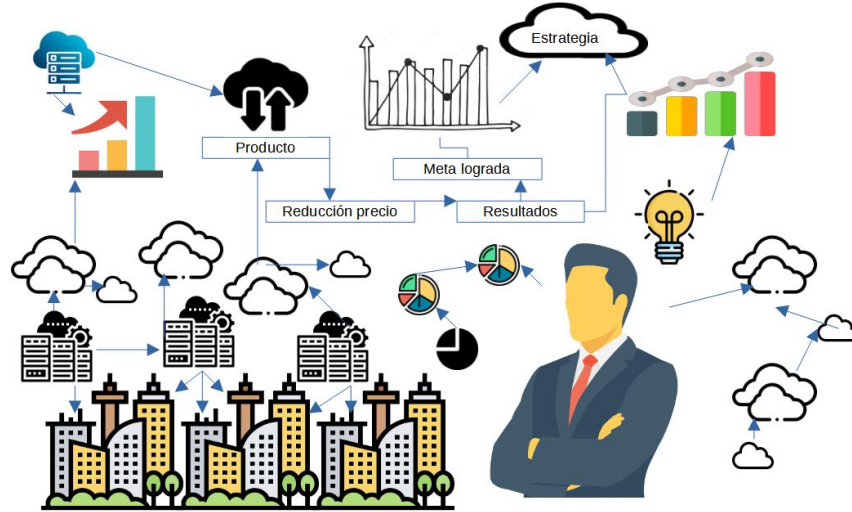 Estrategia
Producto
Meta lograda
Reducción precio
Resultados